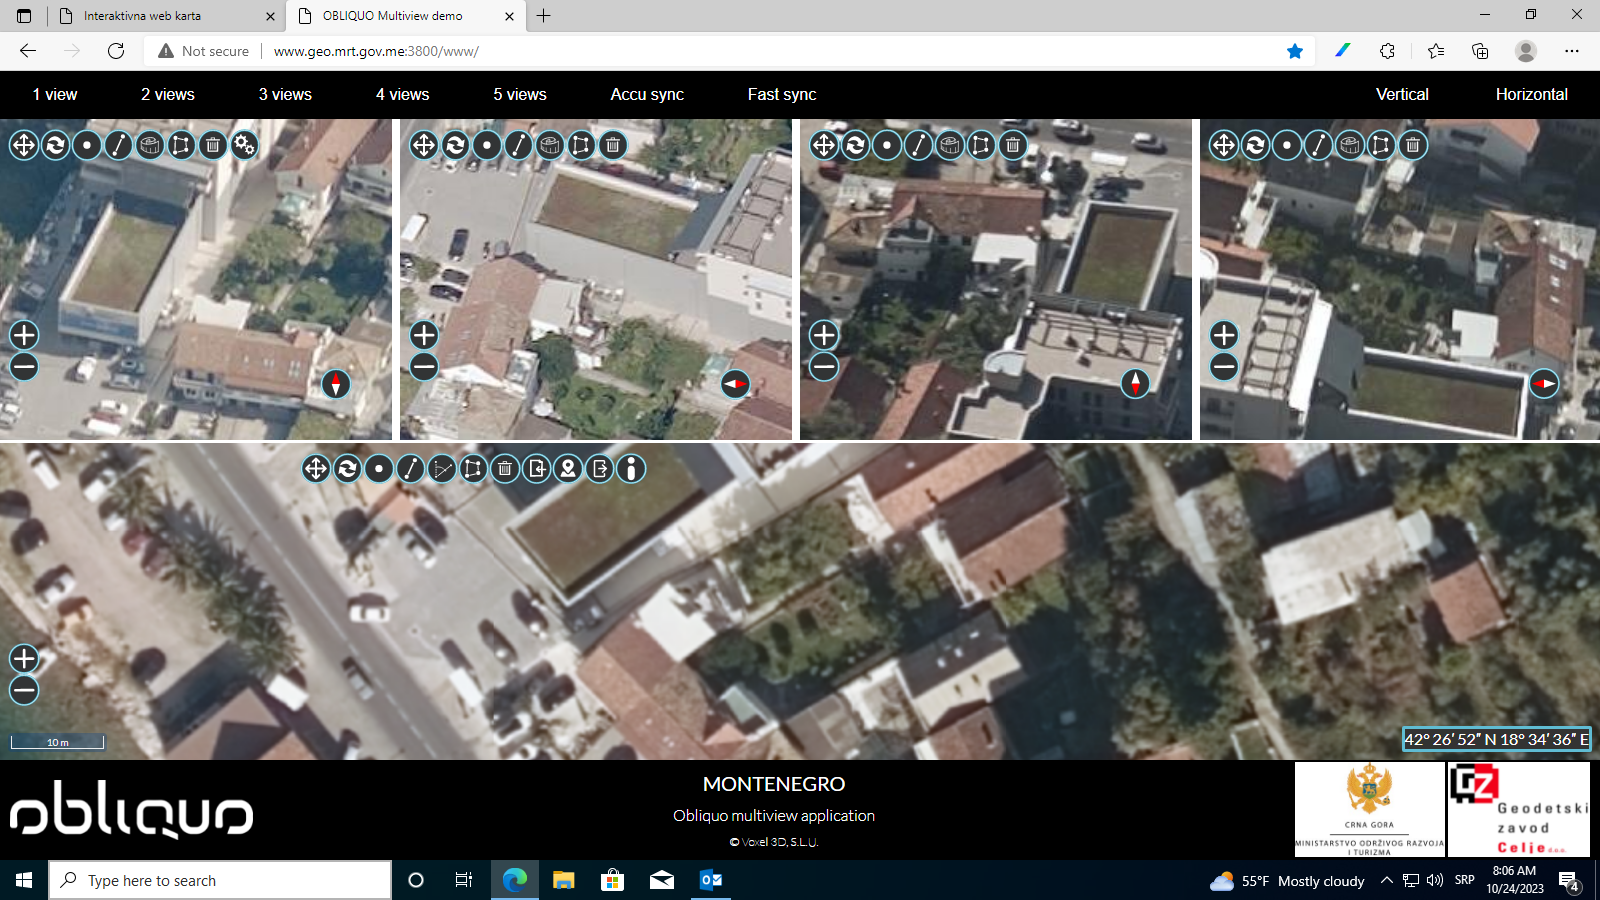 Interaktivna web karta
OBLIQUO Multiview demo
Not secure
www.geo.mrt.gov.me:3800/www/
1 view 2 views 3 views 4 views 5 views Accu sync Fast sync Vertical Horizontal
10 m
42° 26′ 52″ N 18° 34′ 36″ E
obliquo
MONTENEGRO
Obliquo multiview application
© Voxel 3D, S.L.U.
CRNA GORA
MINISTARSTVO ODRŽIVOG RAZVOJA
I TURIZMA
GZ
Geodetski
zavod
Celje d.o.o.
Type here to search
55°F Mostly cloudy
SRP
8:06 AM
10/24/2023
4